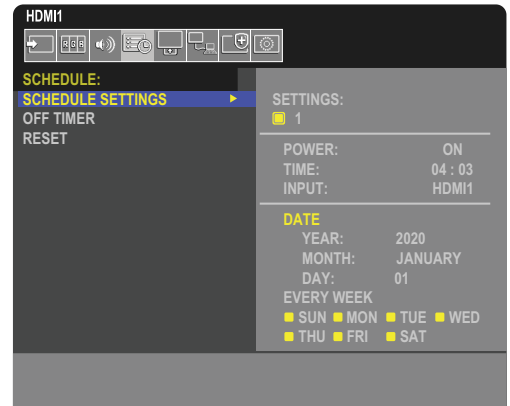 HDMI1
R G B
SCHEDULE:
SCHEDULE SETTINGS
OFF TIMER
RESET
SETTINGS:
1
POWER: ON
TIME: 04 : 03
INPUT: HDMI1
DATE
YEAR: 2020
MONTH: JANUARY
DAY: 01
EVERY WEEK
SUN MON TUE WED
THU FRI SAT